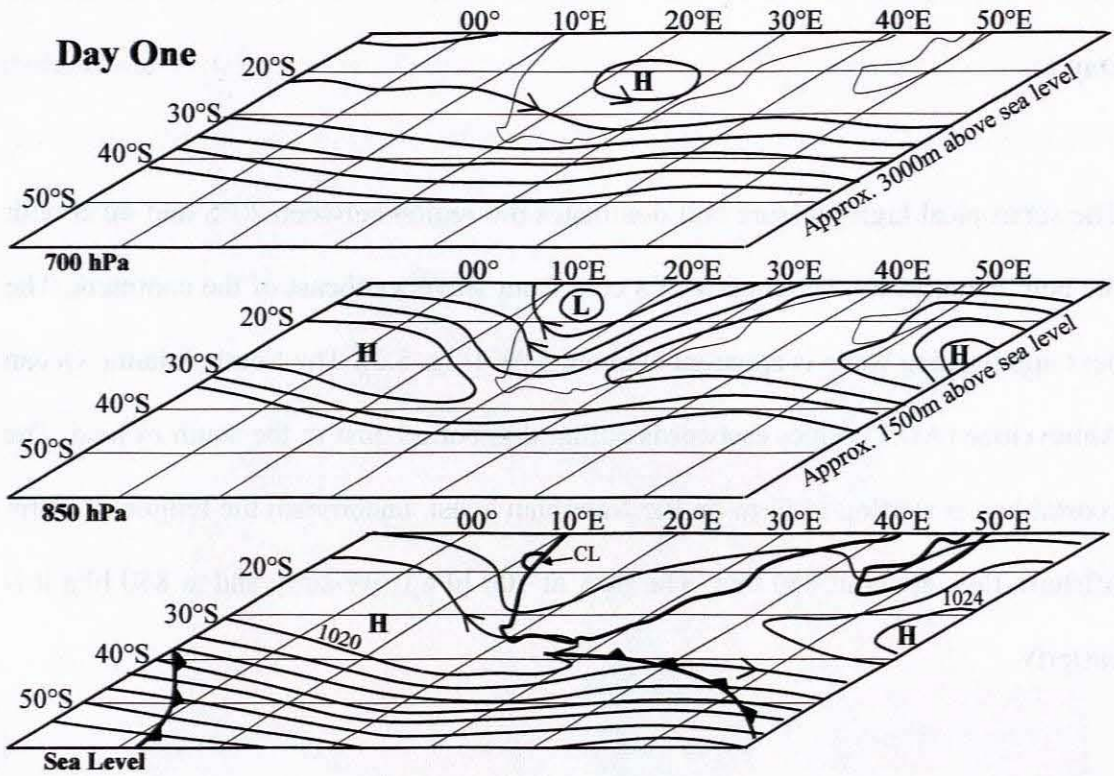 00° 10°E 20°E 30°E 40°E 50°E
Day One
20°S
H
30°S
40°S
50°S
Approx. 3000m above sea level
700 hPa
00° 10°E 20°E 30°E 40°E 50°E
20°S
L
H
H
30°S
40°S
50°S
Approx. 1500m above sea level
850 hPa
00° 10°E 20°E 30°E 40°E 50°E
CL
20°S
1024
30°S
H
H
1020
40°S
50°S
Sea Level